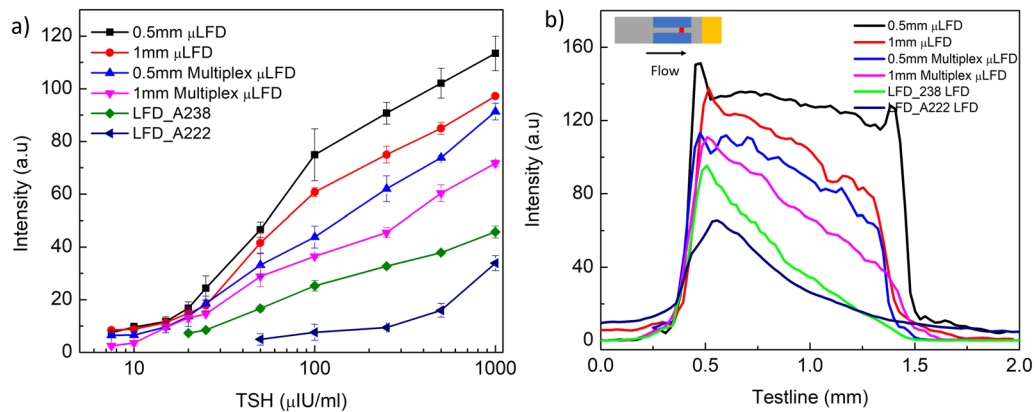 a)
0.5mm μLFD
1mm μLFD
0.5mm Multiplex μLFD
1mm Multiplex μLFD
LFD_A238
LFD_A222
Intensity (a.u)
120
100
80
60
40
20
0
10
100
1000
TSH (μIU/ml)
b)
Flow
0.5mm μLFD
1mm μLFD
0.5mm Multiplex μLFD
1mm Multiplex μLFD
LFD_238 LFD
LFD_A222 LFD
Intensity (a.u)
160
120
80
40
0
0.0
0.5
1.0
1.5
2.0
Testline (mm)